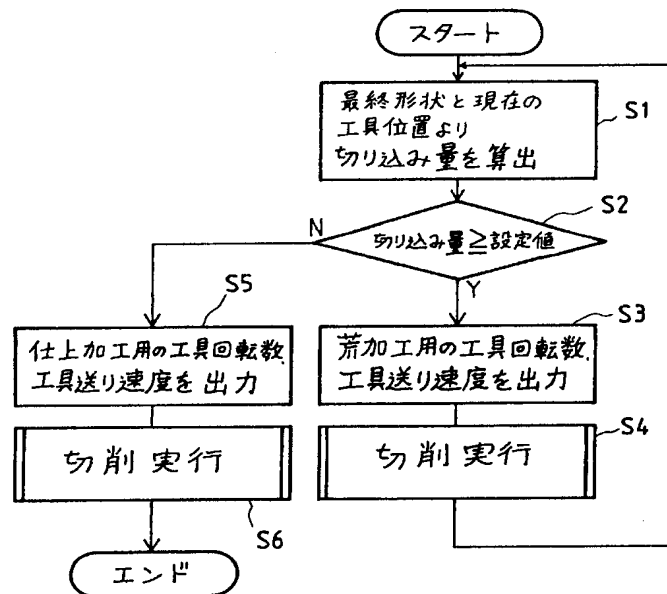 スタート
最終形状と現在の
工具位置より
切り込み量を算出
S1
S2
切り込み量≧設定値
N
Y
S5
S3
仕上加工用の工具回転数,
工具送り速度を出力
荒加工用の工具回転数,
工具送り速度を出力
S4
切削実行
切削実行
S6
エンド